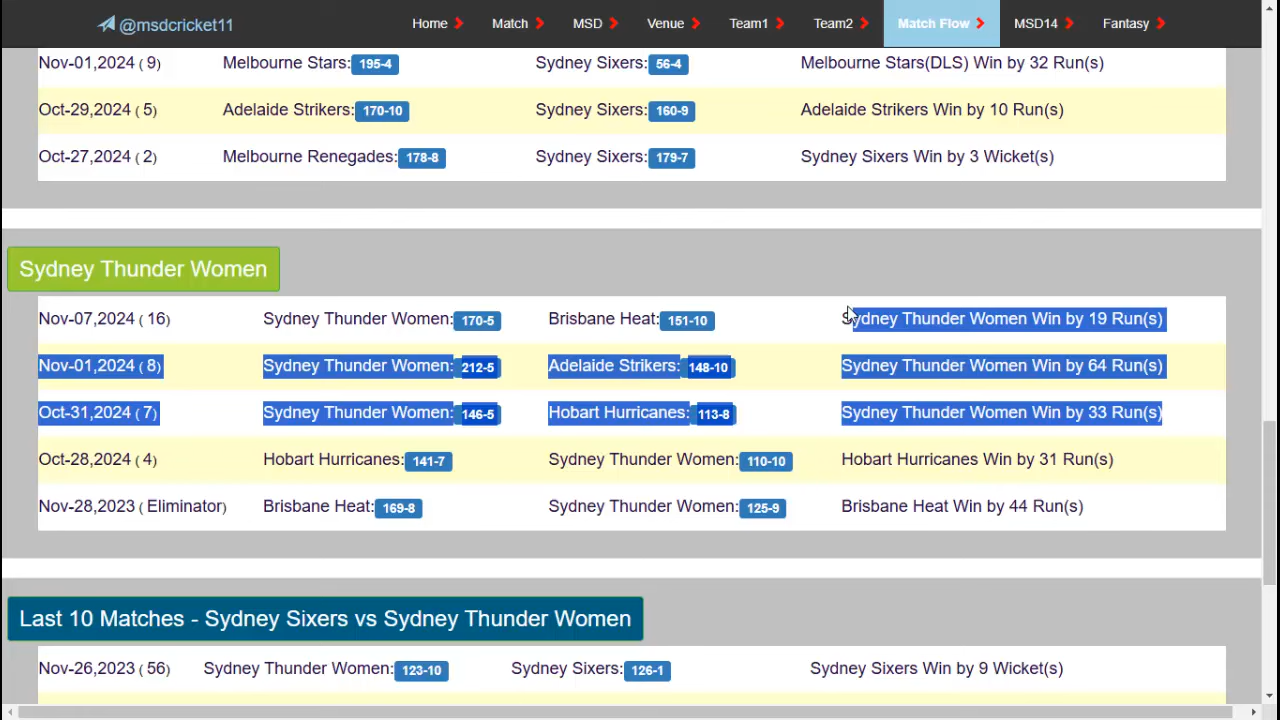 @msdcricket11 Home Match MSD Venue Team1 Team2 Match Flow MSD14 Fantasy
Nov-01,2024 ( 9) Melbourne Stars: 195-4 Sydney Sixers: 56-4 Melbourne Stars(DLS) Win by 32 Run(s)
Oct-29,2024 ( 5) Adelaide Strikers: 170-10 Sydney Sixers: 160-9 Adelaide Strikers Win by 10 Run(s)
Oct-27,2024 ( 2) Melbourne Renegades: 178-8 Sydney Sixers: 179-7 Sydney Sixers Win by 3 Wicket(s)
Sydney Thunder Women
Nov-07,2024 ( 16) Sydney Thunder Women: 170-5 Brisbane Heat: 151-10 Sydney Thunder Women Win by 19 Run(s)
Nov-01,2024 ( 8) Sydney Thunder Women: 212-5 Adelaide Strikers: 148-10 Sydney Thunder Women Win by 64 Run(s)
Oct-31,2024 ( 7) Sydney Thunder Women: 146-5 Hobart Hurricanes: 113-8 Sydney Thunder Women Win by 33 Run(s)
Oct-28,2024 ( 4) Hobart Hurricanes: 141-7 Sydney Thunder Women: 110-10 Hobart Hurricanes Win by 31 Run(s)
Nov-28,2023 ( Eliminator) Brisbane Heat: 169-8 Sydney Thunder Women: 125-9 Brisbane Heat Win by 44 Run(s)
Last 10 Matches - Sydney Sixers vs Sydney Thunder Women
Nov-26,2023 ( 56) Sydney Thunder Women: 123-10 Sydney Sixers: 126-1 Sydney Sixers Win by 9 Wicket(s)